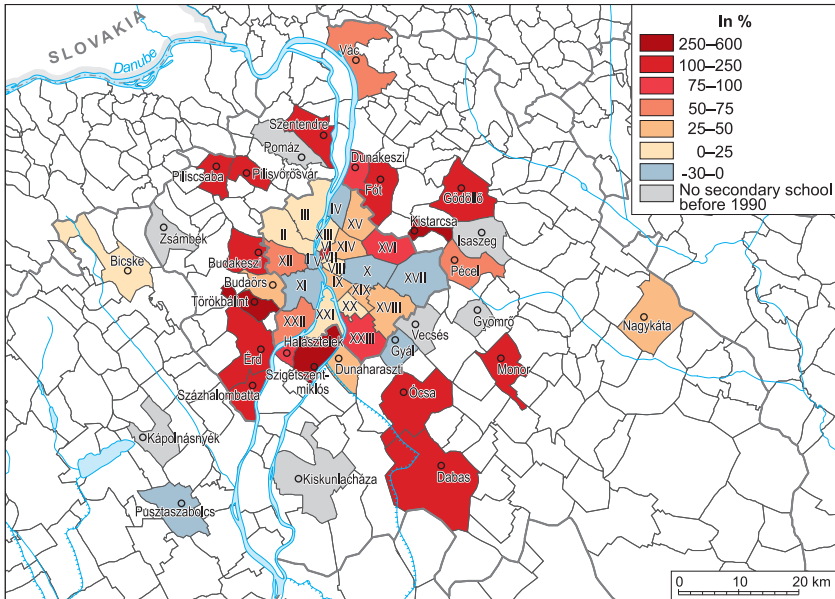 SLOVAKIA
Danube
In %
250–600
100–250
75–100
50–75
25–50
0–25
-30–0
No secondary school
before 1990
Vác
Szentendre
Pomáz
Dunakeszi
Piliscsaba
Pilisvörösvár
Fót
Gödöllő
Kistarcsa
Isaszeg
Zsámbék
Budakeszi
Pécel
Bicske
Budaörs
Törökbálint
Nagykáta
Gyömrő
Vecsés
Gyál
Halásztelek
Érd
Szigetszent-
miklós
Dunaharaszti
Monor
Százhalombatta
Ócsa
Kápolnásnyék
Kiskunlacháza
Dabas
Pusztaszabolcs
IV
III
XV
II
XIII
XIV
XVI
VI
VII
XII
I
V
VIII
X
XVII
IX
XI
XIX
XX
XVIII
XXI
XXII
XXIII
0 10 20 km